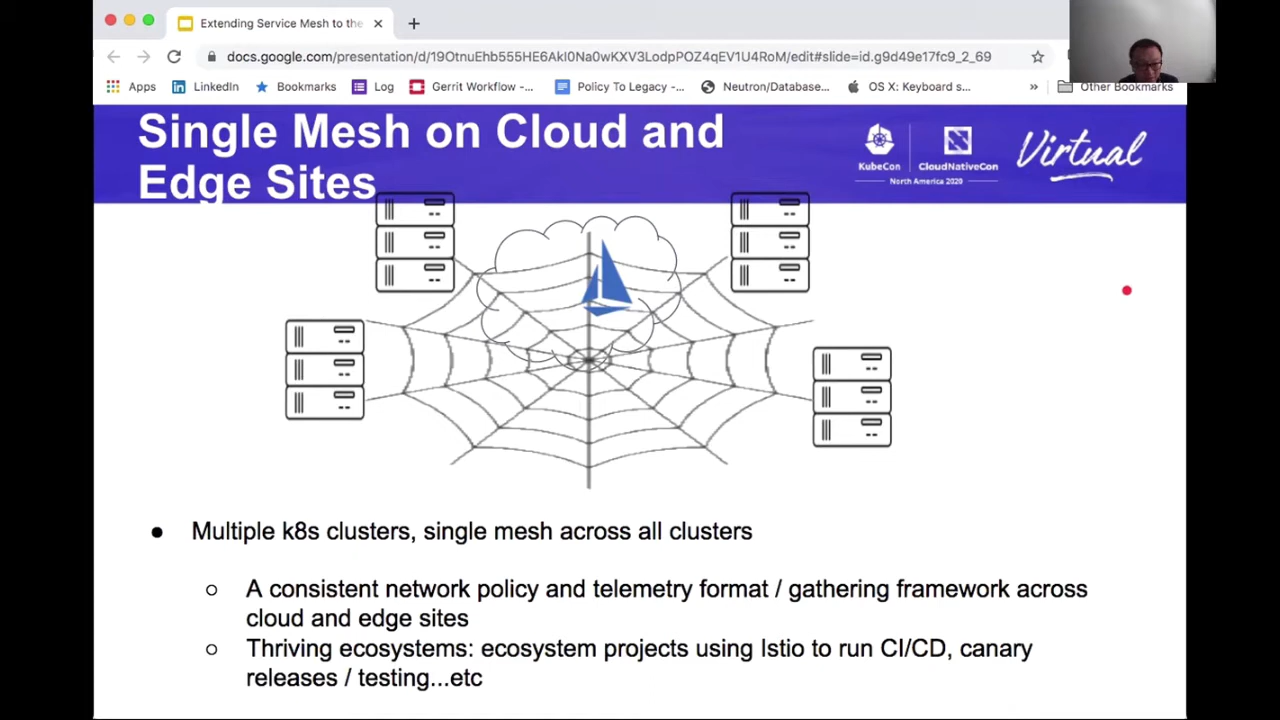 Extending Service Mesh to the
docs.google.com/presentation/d/19OtnuEhb555HE6AkI0Na0wKXV3LodpPOZ4qEV1U4RoM/edit#slide=id.g9d49e17fc9_2_69
Apps LinkedIn Bookmarks Log Gerrit Workflow -... Policy To Legacy -... Neutron/Database... OS X: Keyboard s... » Other Bookmarks
Single Mesh on Cloud and
Edge Sites
KubeCon CloudNativeCon
North America 2020
Virtual
● Multiple k8s clusters, single mesh across all clusters
○ A consistent network policy and telemetry format / gathering framework across
cloud and edge sites
○ Thriving ecosystems: ecosystem projects using Istio to run CI/CD, canary
releases / testing...etc